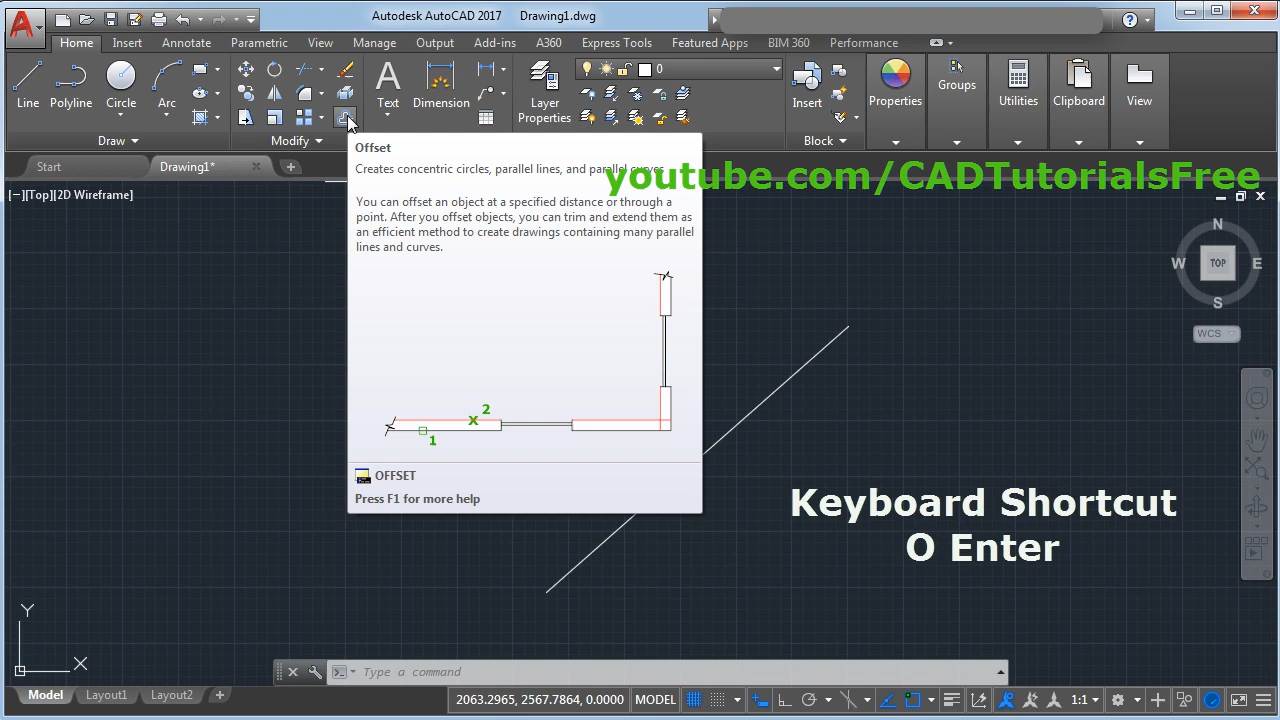 A
Autodesk AutoCAD 2017 Drawing1.dwg
Home Insert Annotate Parametric View Manage Output Add-ins A360 Express Tools Featured Apps BIM 360 Performance
Line Polyline Circle Arc Text Dimension Layer Properties 0 Insert Properties Groups Utilities Clipboard View
Draw Modify Block
Start Drawing1*
[−][Top][2D Wireframe]
Offset
Creates concentric circles, parallel lines, and parallel curves.
youtube.com/CADTutorialsFree
You can offset an object at a specified distance or through a
point. After you offset objects, you can trim and extend them as
an efficient method to create drawings containing many parallel
lines and curves.
2
1
OFFSET
Press F1 for more help
N
W TOP E
S
WCS
Keyboard Shortcut
O Enter
Y
X
Type a command
Model Layout1 Layout2
2063.2965, 2567.7864, 0.0000 MODEL 1:1